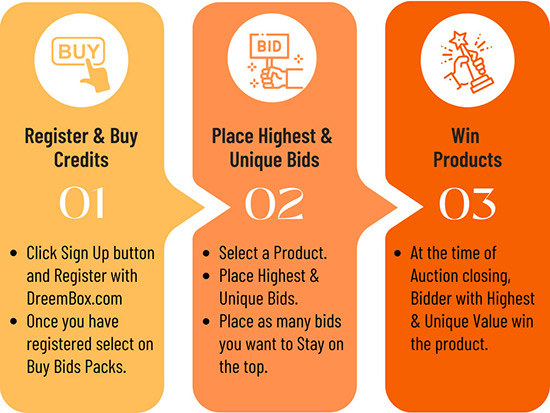 BUY
Register & Buy
Credits
01
• Click Sign Up button
and Register with
DreemBox.com
• Once you have
registered select on
Buy Bids Packs.
BID
Place Highest &
Unique Bids
02
• Select a Product.
• Place Highest &
Unique Bids.
• Place as many bids
you want to Stay on
the top.
Win
Products
03
• At the time of
Auction closing,
Bidder with Highest
& Unique Value win
the product.